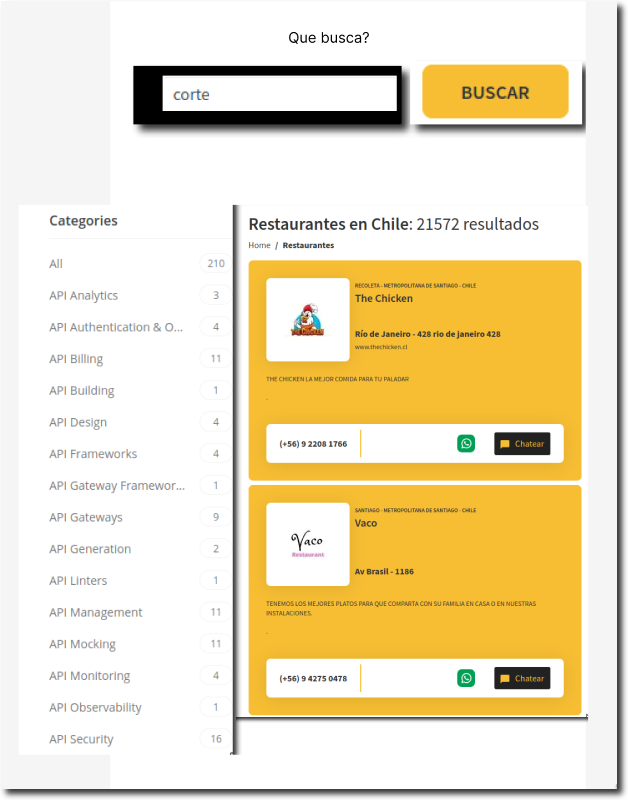 Que busca?
corte
BUSCAR
Categories
All 210
API Analytics 3
API Authentication & O... 4
API Billing 11
API Building 1
API Design 4
API Frameworks 4
API Gateway Framewor... 1
API Gateways 9
API Generation 2
API Linters 1
API Management 11
API Mocking 11
API Monitoring 4
API Observability 1
API Security 16
Restaurantes en Chile: 21572 resultados
Home / Restaurantes
RECOLETA - METROPOLITANA DE SANTIAGO - CHILE
The Chicken
Río de Janeiro - 428 rio de janeiro 428
www.thechicken.cl
THE CHICKEN LA MEJOR COMIDA PARA TU PALADAR
.
(+56) 9 2208 1766
Chatear
Vaco
Restaurant
SANTIAGO - METROPOLITANA DE SANTIAGO - CHILE
Vaco
Av Brasil - 1186
TENEMOS LOS MEJORES PLATOS PARA QUE COMPARTA CON SU FAMILIA EN CASA O EN NUESTRAS
INSTALACIONES.
.
(+56) 9 4275 0478
Chatear